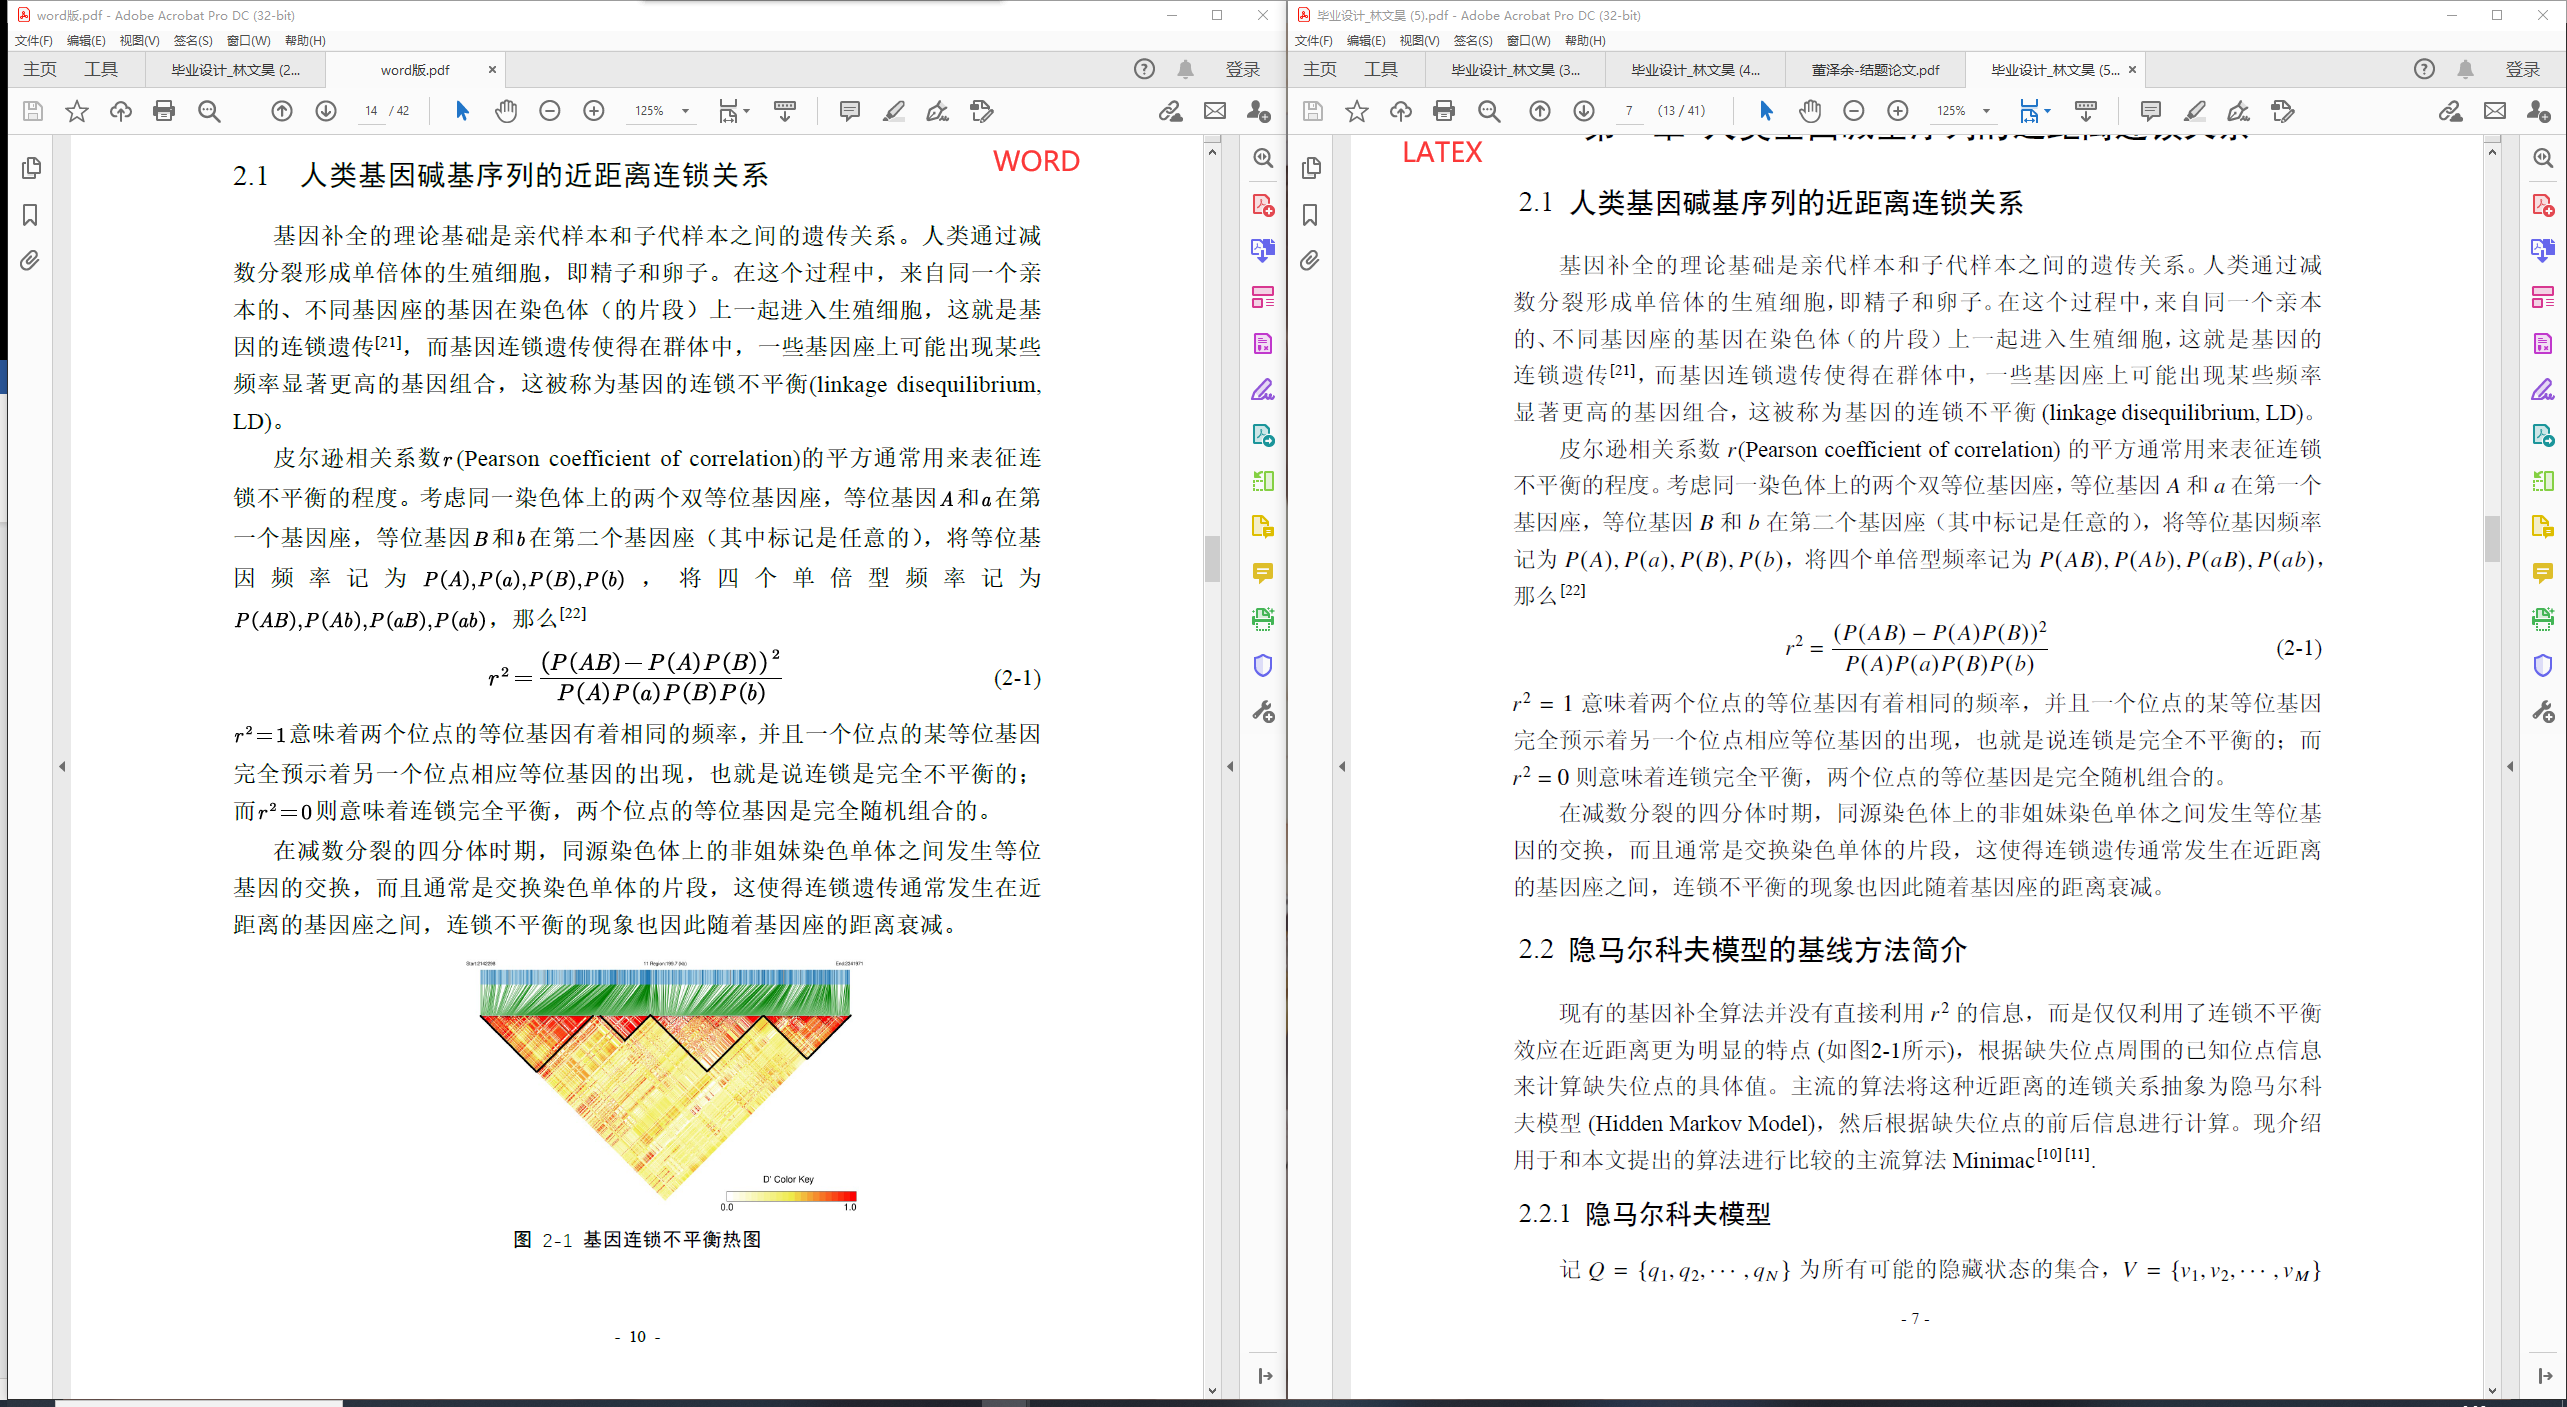 word版.pdf - Adobe Acrobat Pro DC (32-bit)
文件(F) 编辑(E) 视图(V) 签名(S) 窗口(W) 帮助(H)
主页 工具 毕业设计_林文昊 (2... word版.pdf × 登录
14 / 42 125%
WORD
2.1 人类基因碱基序列的近距离连锁关系
基因补全的理论基础是亲代样本和子代样本之间的遗传关系。人类通过减
数分裂形成单倍体的生殖细胞，即精子和卵子。在这个过程中，来自同一个亲
本的、不同基因座的基因在染色体（的片段）上一起进入生殖细胞，这就是基
因的连锁遗传[21]，而基因连锁遗传使得在群体中，一些基因座上可能出现某些
频率显著更高的基因组合，这被称为基因的连锁不平衡(linkage disequilibrium,
LD)。
皮尔逊相关系数r(Pearson coefficient of correlation)的平方通常用来表征连
锁不平衡的程度。考虑同一染色体上的两个双等位基因座，等位基因A和a在第
一个基因座，等位基因B和b在第二个基因座（其中标记是任意的），将等位基
因频率记为P(A),P(a),P(B),P(b)，将四个单倍型频率记为
P(AB),P(Ab),P(aB),P(ab)，那么[22]
r²=(P(AB)−P(A)P(B))²/P(A)P(a)P(B)P(b) (2-1)
r²=1意味着两个位点的等位基因有着相同的频率，并且一个位点的某等位基因
完全预示着另一个位点相应等位基因的出现，也就是说连锁是完全不平衡的；
而r²=0则意味着连锁完全平衡，两个位点的等位基因是完全随机组合的。
在减数分裂的四分体时期，同源染色体上的非姐妹染色单体之间发生等位
基因的交换，而且通常是交换染色单体的片段，这使得连锁遗传通常发生在近
距离的基因座之间，连锁不平衡的现象也因此随着基因座的距离衰减。
D' Color Key
0.0 1.0
图 2-1 基因连锁不平衡热图
- 10 -
毕业设计_林文昊 (5).pdf - Adobe Acrobat Pro DC (32-bit)
文件(F) 编辑(E) 视图(V) 签名(S) 窗口(W) 帮助(H)
主页 工具 毕业设计_林文昊 (3... 毕业设计_林文昊 (4... 董泽余-结题论文.pdf 毕业设计_林文昊 (5... × 登录
7 (13 / 41) 125%
LATEX
2.1 人类基因碱基序列的近距离连锁关系
基因补全的理论基础是亲代样本和子代样本之间的遗传关系。人类通过减
数分裂形成单倍体的生殖细胞，即精子和卵子。在这个过程中，来自同一个亲本
的、不同基因座的基因在染色体（的片段）上一起进入生殖细胞，这就是基因的
连锁遗传[21]，而基因连锁遗传使得在群体中，一些基因座上可能出现某些频率
显著更高的基因组合，这被称为基因的连锁不平衡 (linkage disequilibrium, LD)。
皮尔逊相关系数 r(Pearson coefficient of correlation) 的平方通常用来表征连锁
不平衡的程度。考虑同一染色体上的两个双等位基因座，等位基因 A 和 a 在第一个
基因座，等位基因 B 和 b 在第二个基因座（其中标记是任意的），将等位基因频率
记为 P(A), P(a), P(B), P(b)，将四个单倍型频率记为 P(AB), P(Ab), P(aB), P(ab)，
那么[22]
r² = (P(AB) − P(A)P(B))²/P(A)P(a)P(B)P(b) (2-1)
r² = 1 意味着两个位点的等位基因有着相同的频率，并且一个位点的某等位基因
完全预示着另一个位点相应等位基因的出现，也就是说连锁是完全不平衡的；而
r² = 0 则意味着连锁完全平衡，两个位点的等位基因是完全随机组合的。
在减数分裂的四分体时期，同源染色体上的非姐妹染色单体之间发生等位基
因的交换，而且通常是交换染色单体的片段，这使得连锁遗传通常发生在近距离
的基因座之间，连锁不平衡的现象也因此随着基因座的距离衰减。
2.2 隐马尔科夫模型的基线方法简介
现有的基因补全算法并没有直接利用 r² 的信息，而是仅仅利用了连锁不平衡
效应在近距离更为明显的特点 (如图2-1所示)，根据缺失位点周围的已知位点信息
来计算缺失位点的具体值。主流的算法将这种近距离的连锁关系抽象为隐马尔科
夫模型 (Hidden Markov Model)，然后根据缺失位点的前后信息进行计算。现介绍
用于和本文提出的算法进行比较的主流算法 Minimac[10][11].
2.2.1 隐马尔科夫模型
记 Q = {q₁, q₂, ··· , q_N} 为所有可能的隐藏状态的集合，V = {v₁, v₂, ··· , v_M}
- 7 -